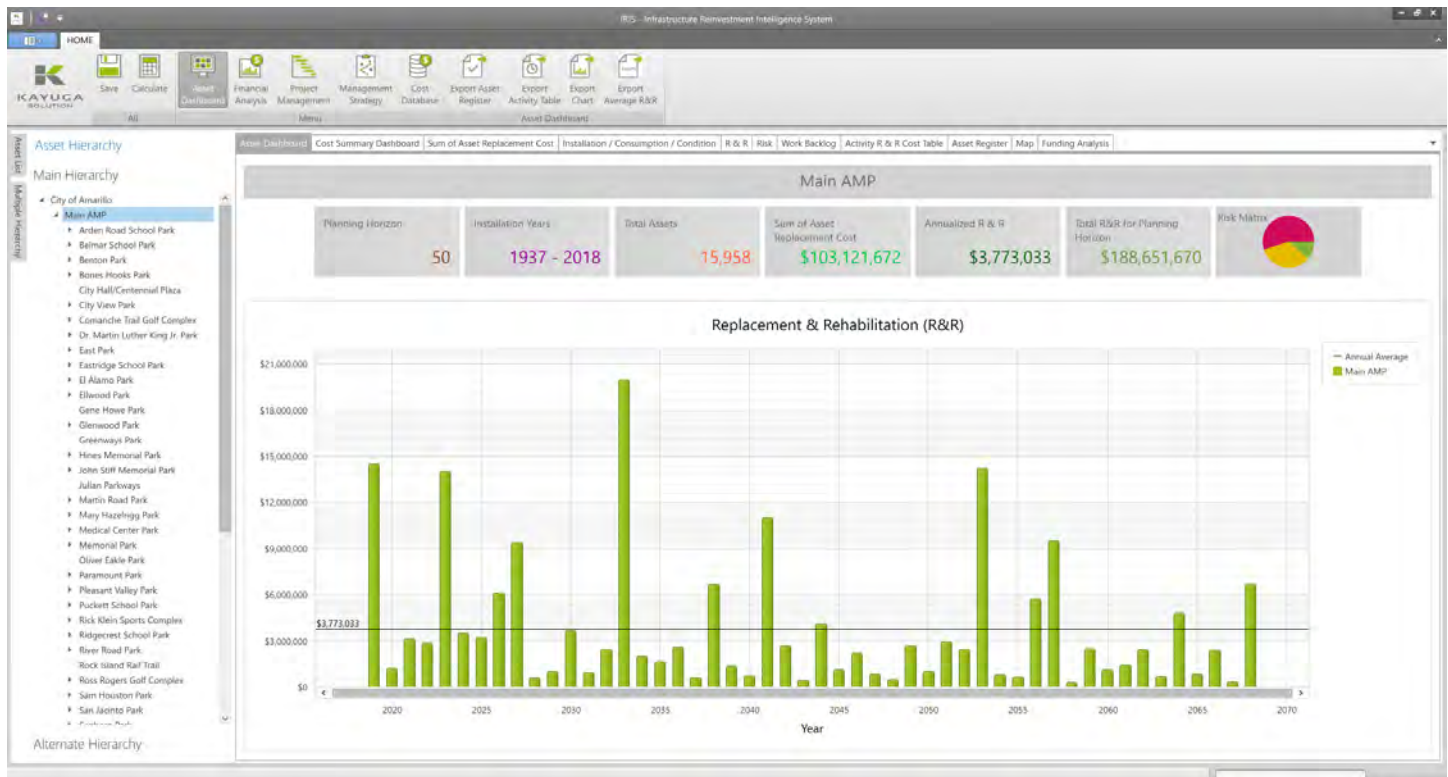 IRIS - Infrastructure Reinvestment Intelligence System
HOME
KAYUGA
SOLUTION
Save
Calculate
Asset Dashboard
Financial Analysis
Project Management
Management Strategy
Cost Database
Export Asset Register
Export Activity Table
Export Chart
Export Average R&R
All
Menu
Asset Dashboard
Asset List
Multiple Hierarchy
Asset Hierarchy
Main Hierarchy
City of Amarillo
Main AMP
Arden Road School Park
Belmar School Park
Benton Park
Bones Hooks Park
City Hall/Centennial Plaza
City View Park
Comanche Trail Golf Complex
Dr. Martin Luther King Jr. Park
East Park
Eastridge School Park
El Alamo Park
Ellwood Park
Gene Howe Park
Glenwood Park
Greenways Park
Hines Memorial Park
John Stiff Memorial Park
Julian Parkways
Martin Road Park
Mary Hazelrigg Park
Medical Center Park
Memorial Park
Oliver Eakle Park
Paramount Park
Pleasant Valley Park
Puckett School Park
Rick Klein Sports Complex
Ridgecrest School Park
River Road Park
Rock Island Rail Trail
Ross Rogers Golf Complex
Sam Houston Park
San Jacinto Park
Alternate Hierarchy
Asset Dashboard
Cost Summary Dashboard
Sum of Asset Replacement Cost
Installation / Consumption / Condition
R & R
Risk
Work Backlog
Activity R & R Cost Table
Asset Register
Map
Funding Analysis
Main AMP
Planning Horizon
50
Installation Years
1937 - 2018
Total Assets
15,958
Sum of Asset Replacement Cost
$103,121,672
Annualized R & R
$3,773,033
Total R&R for Planning Horizon
$188,651,670
Risk Matrix
Replacement & Rehabilitation (R&R)
Annual Average
Main AMP
$21,000,000
$18,000,000
$15,000,000
$12,000,000
$9,000,000
$6,000,000
$3,773,033
$3,000,000
$0
2020 2025 2030 2035 2040 2045 2050 2055 2060 2065 2070
Year